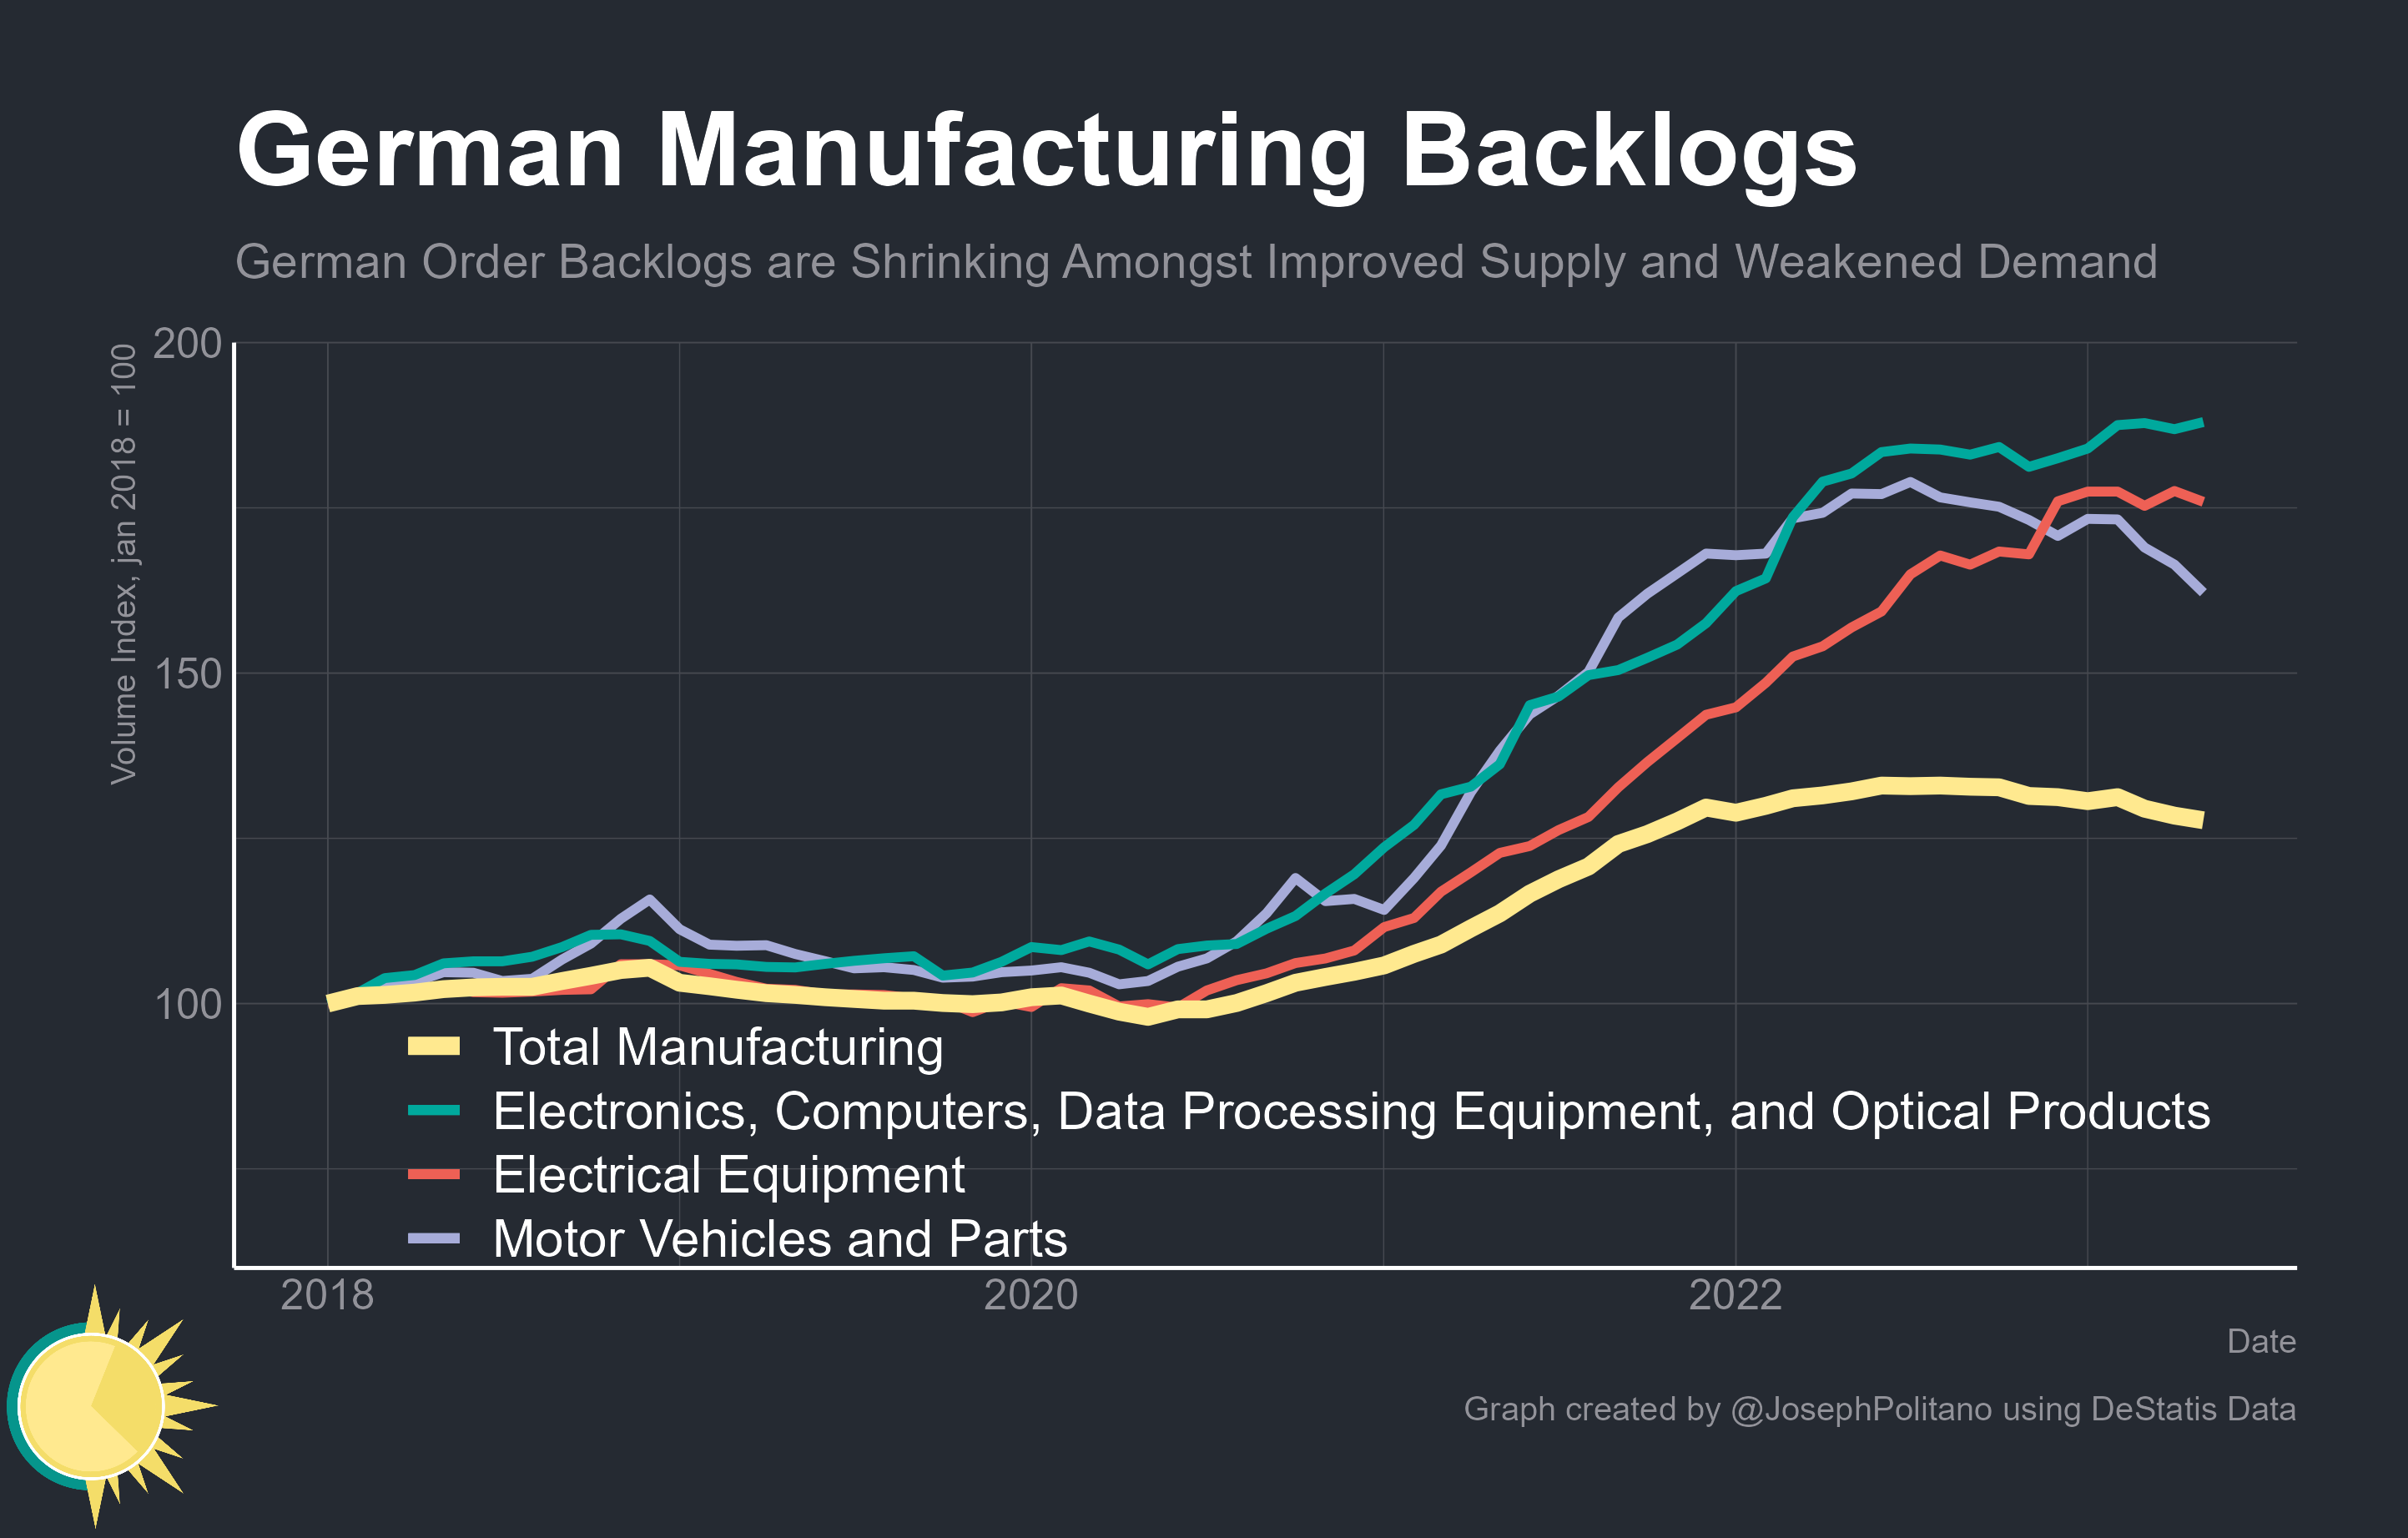 German Manufacturing Backlogs
German Order Backlogs are Shrinking Amongst Improved Supply and Weakened Demand
Volume Index, jan 2018 = 100
200
150
100
Total Manufacturing
Electronics, Computers, Data Processing Equipment, and Optical Products
Electrical Equipment
Motor Vehicles and Parts
2018
2020
2022
Date
Graph created by @JosephPolitano using DeStatis Data